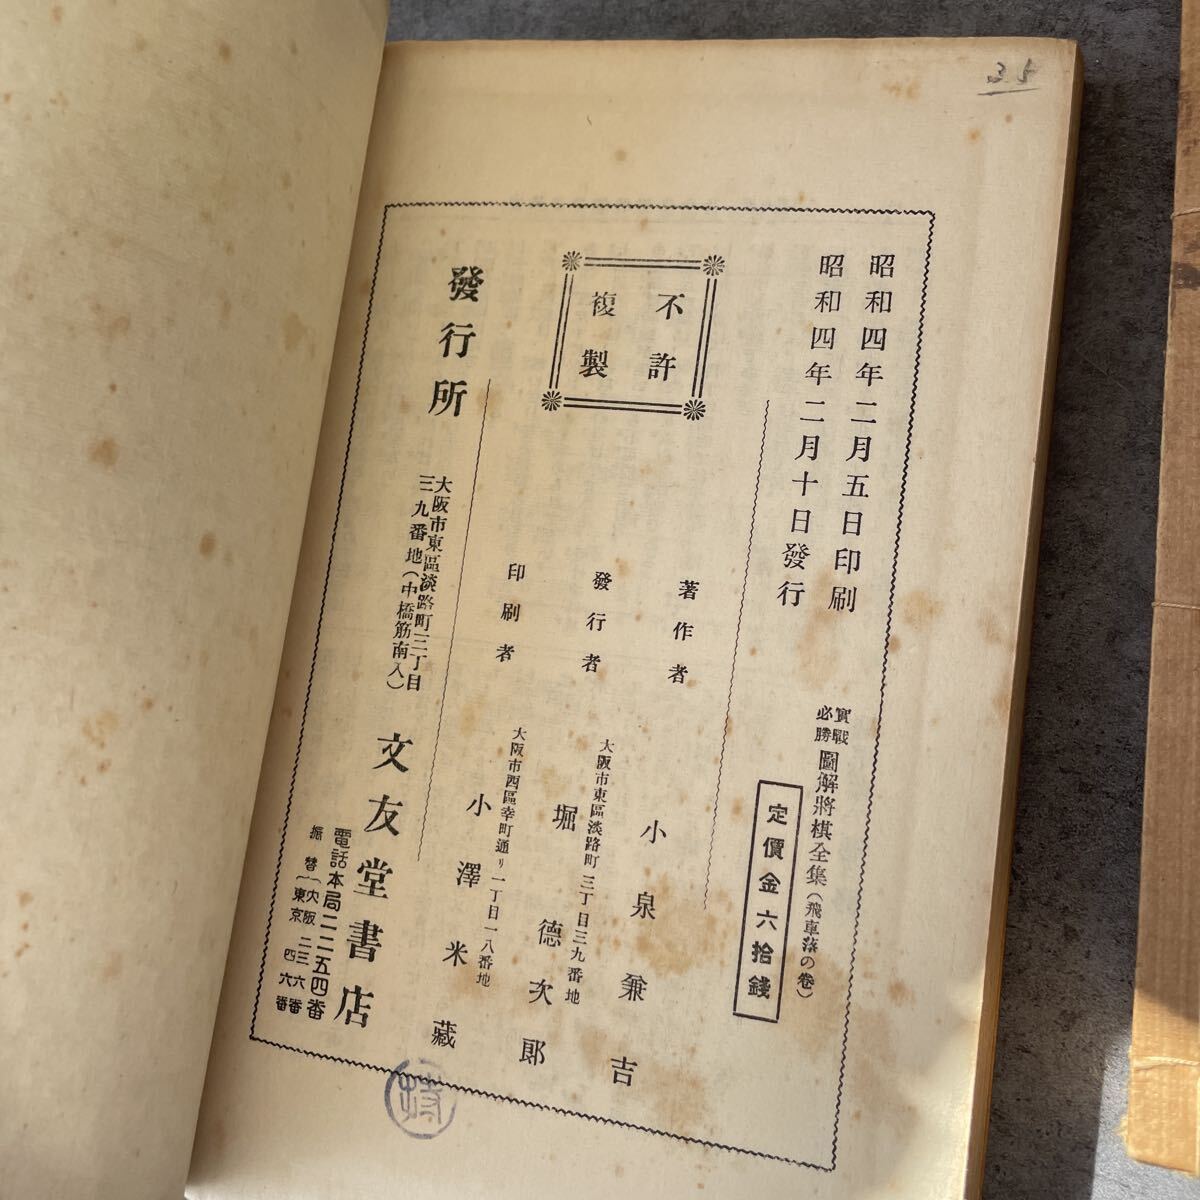 35
昭和四年二月五日印刷
昭和四年二月十日發行
實戰
必勝
圖解將棋全集(飛車落の卷)
定價金六拾錢
不許
複製
著作者
小泉兼吉
發行者
大阪市東區淡路町三丁目三九番地
堀德次郎
印刷者
大阪市西區幸町通リ一丁目一八番地
小澤米藏
發行所
大阪市東區淡路町三丁目
三九番地(中橋筋南入)
文友堂書店
電話本局二二五四番
振替
大阪二三六番
東京四六番